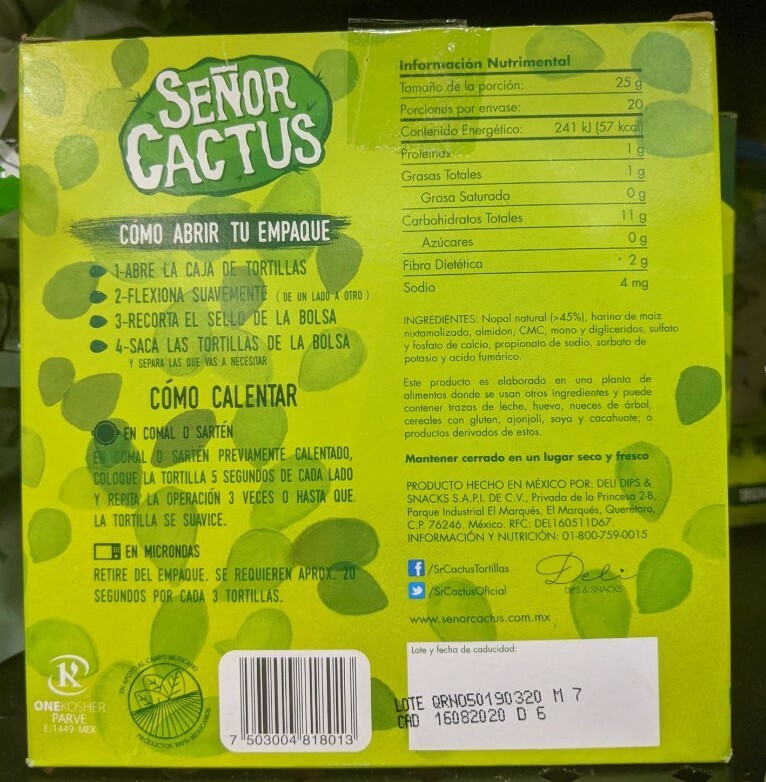 SEÑOR
CACTUS
CÓMO ABRIR TU EMPAQUE
1-ABRE LA CAJA DE TORTILLAS
2-FLEXIONA SUAVEMENTE (DE UN LADO A OTRO)
3-RECORTA EL SELLO DE LA BOLSA
4-SACA LAS TORTILLAS DE LA BOLSA
Y SEPARA LAS QUE VAS A NECESITAR
CÓMO CALENTAR
EN COMAL O SARTÉN
EN COMAL O SARTÉN PREVIAMENTE CALENTADO,
COLOQUE LA TORTILLA 5 SEGUNDOS DE CADA LADO
Y REPITA LA OPERACIÓN 3 VECES O HASTA QUE
LA TORTILLA SE SUAVICE.
EN MICRONDAS
RETIRE DEL EMPAQUE. SE REQUIEREN APROX. 20
SEGUNDOS POR CADA 3 TORTILLAS.
K
ONEKOSHER
PARVE
E-1449-MEX
EN APOYO AL CAMPO MEXICANO
PRODUCTOS 100% MEXICANOS
7 503004 818013
Información Nutrimental
Tamaño de la porción: 25 g
Porciones por envase: 20
Contenido Energético: 241 kJ (57 kcal)
Proteínas 1 g
Grasas Totales 1 g
Grasa Saturada 0 g
Carbohidratos Totales 11 g
Azúcares 0 g
Fibra Dietética 2 g
Sodio 4 mg
INGREDIENTES: Nopal natural (>45%), harina de maiz
nixtamalizada, almidon, CMC, mono y digliceridos, sulfato
y fosfato de calcio, propionato de sodio, sorbato de
potasio y acido fumárico.
Este producto es elaborado en una planta de
alimentos donde se usan otros ingredientes y puede
contener trazas de leche, huevo, nueces de árbol,
cereales con gluten, ajonjolí, soya y cacahuate; o
productos derivados de estos.
Mantener cerrado en un lugar seco y fresco
PRODUCTO HECHO EN MÉXICO POR: DELI DIPS &
SNACKS S.A.P.I. DE C.V., Privada de la Princesa 2-B,
Parque Industrial El Marqués, El Marqués, Querétaro,
C.P. 76246. México. RFC: DEL160511D67.
INFORMACIÓN Y NUTRICIÓN: 01-800-759-0015
f /SrCactusTortillas
/SrCactusOficial
Deli
DIPS & SNACKS
www.senorcactus.com.mx
Lote y fecha de caducidad:
LOTE QRNO50190320 M 7
CAD 16082020 D 6